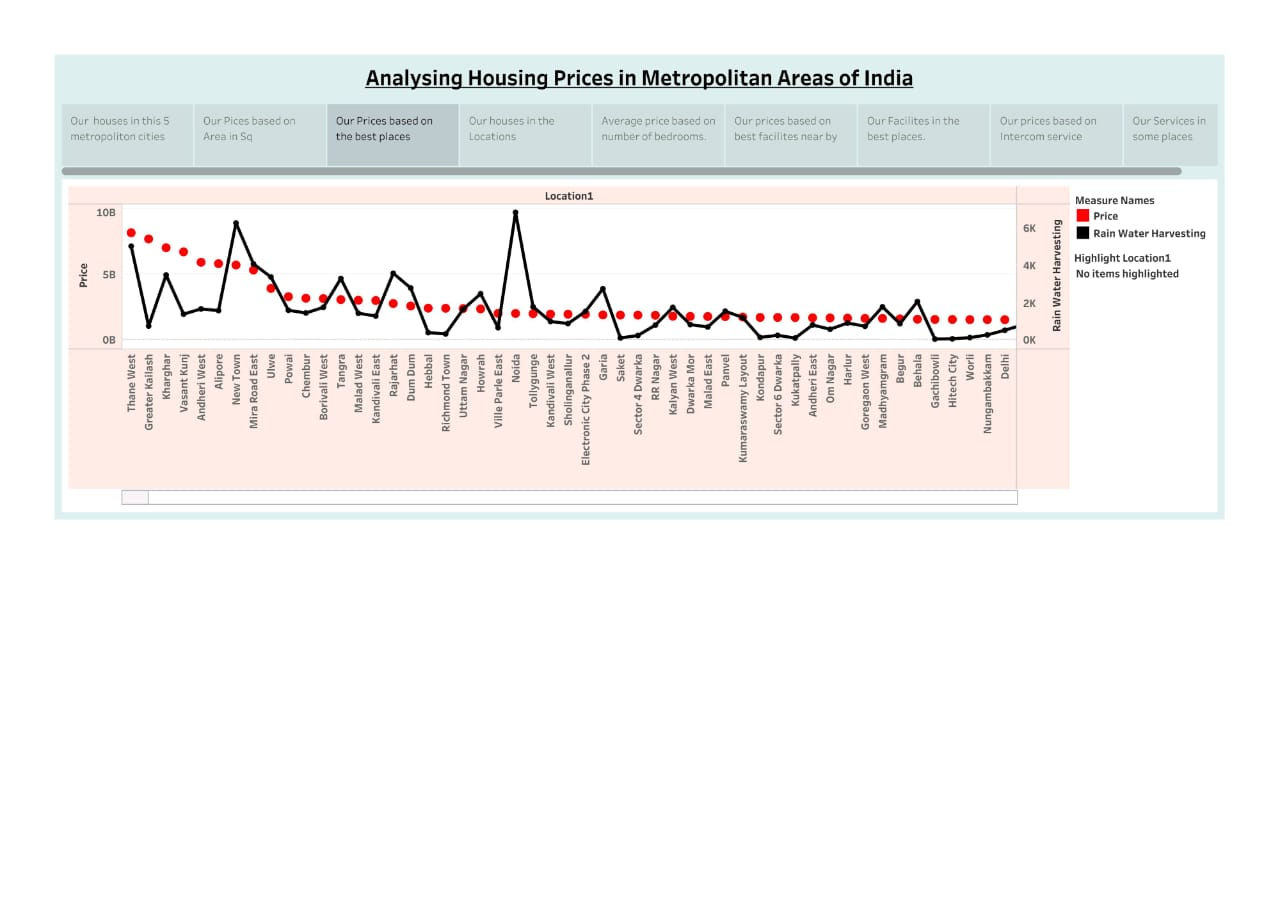 Analysing Housing Prices in Metropolitan Areas of India
Our houses in this 5
metropoliton cities
Our Pices based on
Area in Sq
Our Prices based on
the best places
Our houses in the
Locations
Average price based on
number of bedrooms.
Our prices based on
best facilites near by
Our Facilites in the
best places.
Our prices based on
Intercom service
Our Services in
some places
Location1
10B
5B
0B
Price
6K
4K
2K
0K
Rain Water Harvesting
Measure Names
Price
Rain Water Harvesting
Highlight Location1
No items highlighted
Thane West
Greater Kailash
Kharghar
Vasant Kunj
Andheri West
Alipore
New Town
Mira Road East
Ulwe
Powai
Chembur
Borivali West
Tangra
Malad West
Kandivali East
Rajarhat
Dum Dum
Hebbal
Richmond Town
Uttam Nagar
Howrah
Ville Parle East
Noida
Tollygunge
Kandivali West
Sholinganallur
Electronic City Phase 2
Garia
Saket
Sector 4 Dwarka
RR Nagar
Kalyan West
Dwarka Mor
Malad East
Panvel
Kumaraswamy Layout
Kondapur
Sector 6 Dwarka
Kukatpally
Andheri East
Om Nagar
Harlur
Goregaon West
Madhyamgram
Begur
Behala
Gachibowli
Hitech City
Worli
Nungambakkam
Delhi